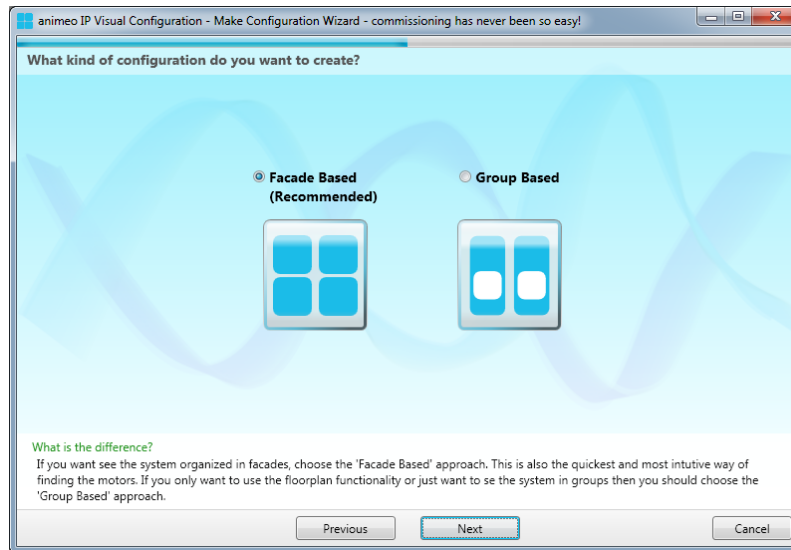 animeo IP Visual Configuration - Make Configuration Wizard - commissioning has never been so easy!
What kind of configuration do you want to create?
Facade Based
(Recommended)
Group Based
What is the difference?
If you want see the system organized in facades, choose the 'Facade Based' approach. This is also the quickest and most intutive way of
finding the motors. If you only want to use the floorplan functionality or just want to se the system in groups then you should choose the
'Group Based' approach.
Previous
Next
Cancel